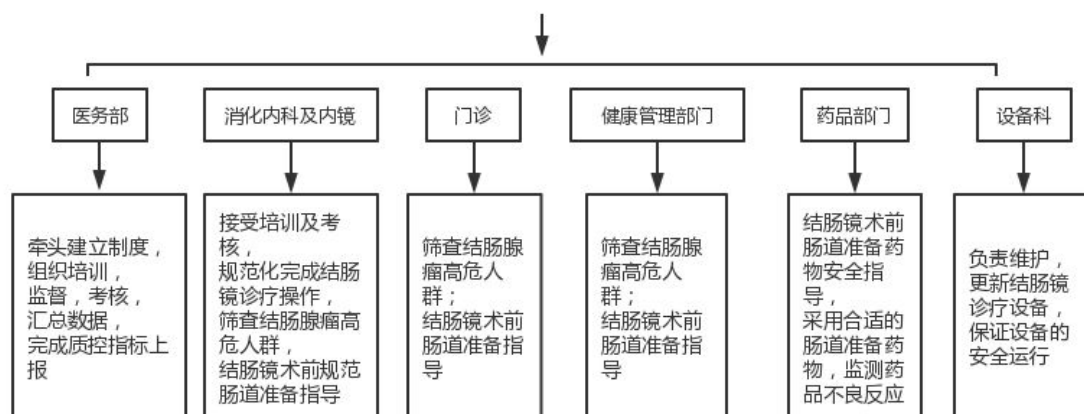 医务部
消化内科及内镜
门诊
健康管理部门
药品部门
设备科
牵头建立制度，
组织培训，
监督，考核，
汇总数据，
完成质控指标上
报
接受培训及考
核，
规范化完成结肠
镜诊疗操作，
筛查结肠腺瘤高
危人群，
结肠镜术前规范
肠道准备指导
筛查结肠腺
瘤高危人
群；
结肠镜术前
肠道准备指
导
筛查结肠腺
瘤高危人
群；
结肠镜术前
肠道准备指
导
结肠镜术前
肠道准备药
物安全指
导，
采用合适的
肠道准备药
物，监测药
品不良反应
负责维护，
更新结肠镜
诊疗设备，
保证设备的
安全运行